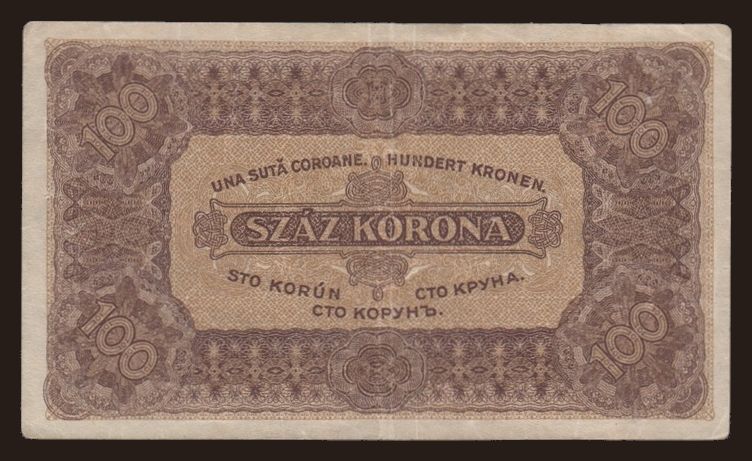 100 100
UNA SUTĂ COROANE. HUNDERT KRONEN.
SZÁZ KORONA
STO KORÚN СТО КРУНА.
СТО КОРУНЪ.
100 100